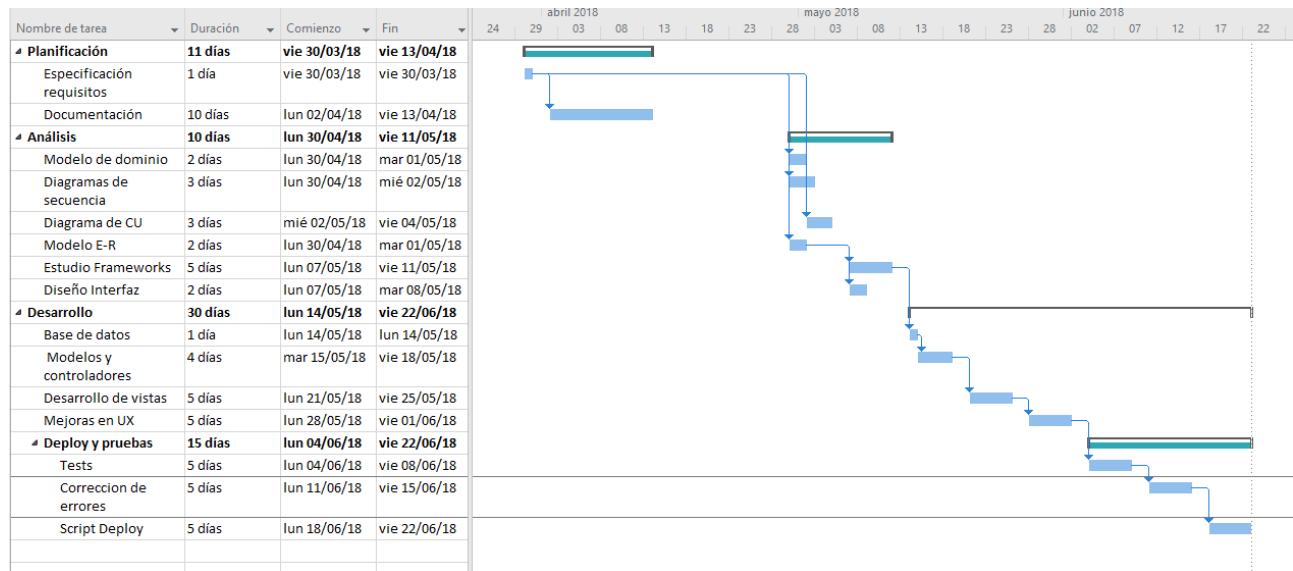 abril 2018 mayo 2018 junio 2018
Nombre de tarea Duración Comienzo Fin 24 29 03 08 13 18 23 28 03 08 13 18 23 28 02 07 12 17 22
Planificación 11 días vie 30/03/18 vie 13/04/18
Especificación 1 día vie 30/03/18 vie 30/03/18
requisitos
Documentación 10 días lun 02/04/18 vie 13/04/18
Análisis 10 días lun 30/04/18 vie 11/05/18
Modelo de dominio 2 días lun 30/04/18 mar 01/05/18
Diagramas de 3 días lun 30/04/18 mié 02/05/18
secuencia
Diagrama de CU 3 días mié 02/05/18 vie 04/05/18
Modelo E-R 2 días lun 30/04/18 mar 01/05/18
Estudio Frameworks 5 días lun 07/05/18 vie 11/05/18
Diseño Interfaz 2 días lun 07/05/18 mar 08/05/18
Desarrollo 30 días lun 14/05/18 vie 22/06/18
Base de datos 1 día lun 14/05/18 lun 14/05/18
Modelos y 4 días mar 15/05/18 vie 18/05/18
controladores
Desarrollo de vistas 5 días lun 21/05/18 vie 25/05/18
Mejoras en UX 5 días lun 28/05/18 vie 01/06/18
Deploy y pruebas 15 días lun 04/06/18 vie 22/06/18
Tests 5 días lun 04/06/18 vie 08/06/18
Correccion de 5 días lun 11/06/18 vie 15/06/18
errores
Script Deploy 5 días lun 18/06/18 vie 22/06/18